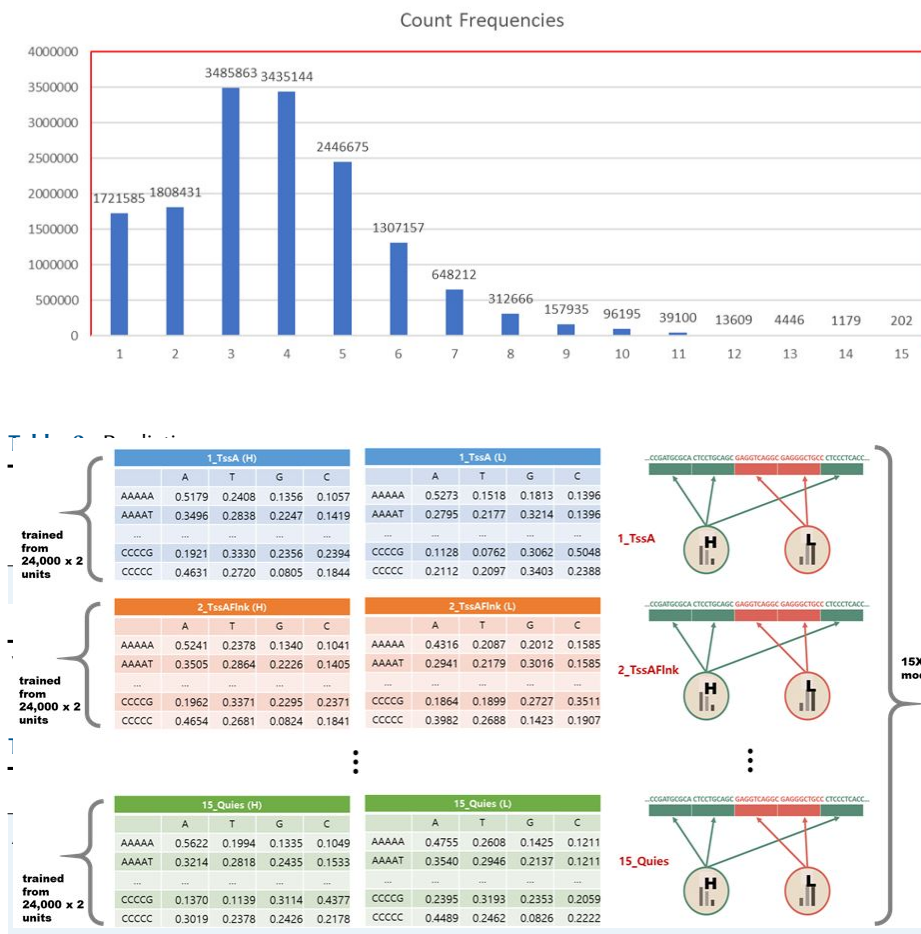 Count Frequencies
4000000
3500000
3000000
2500000
2000000
1500000
1000000
500000
0
1721585 1808431 3485863 3435144 2446675 1307157 648212 312666 157935 96195 39100 13609 4446 1179 202
1 2 3 4 5 6 7 8 9 10 11 12 13 14 15
trained
from
24,000 x 2
units
1_TssA (H)
A T G C
AAAAA 0.5179 0.2408 0.1356 0.1057
AAAAT 0.3496 0.2838 0.2247 0.1419
... ... ... ... ...
CCCCG 0.1921 0.3330 0.2356 0.2394
CCCCC 0.4631 0.2720 0.0805 0.1844
1_TssA (L)
A T G C
AAAAA 0.5273 0.1518 0.1813 0.1396
AAAAT 0.2795 0.2177 0.3214 0.1396
... ... ... ... ...
CCCCG 0.1128 0.0762 0.3062 0.5048
CCCCC 0.2112 0.2097 0.3403 0.2388
...CCGATGCGCA CTCCTGCAGC GAGGTCAGGC GAGGGCTGCC CTCCCTCACC...
1_TssA
H
L
trained
from
24,000 x 2
units
2_TssAFlnk (H)
A T G C
AAAAA 0.5241 0.2378 0.1340 0.1041
AAAAT 0.3505 0.2864 0.2226 0.1405
... ... ... ... ...
CCCCG 0.1962 0.3371 0.2295 0.2371
CCCCC 0.4654 0.2681 0.0824 0.1841
2_TssAFlnk (L)
A T G C
AAAAA 0.4316 0.2087 0.2012 0.1585
AAAAT 0.2941 0.2179 0.3016 0.1585
... ... ... ... ...
CCCCG 0.1864 0.1899 0.2727 0.3511
CCCCC 0.3982 0.2688 0.1423 0.1907
...CCGATGCGCA CTCCTGCAGC GAGGTCAGGC GAGGGCTGCC CTCCCTCACC...
2_TssAFlnk
H
L
15X
trained
from
24,000 x 2
units
15_Quies (H)
A T G C
AAAAA 0.5622 0.1994 0.1335 0.1049
AAAAT 0.3214 0.2818 0.2435 0.1533
... ... ... ... ...
CCCCG 0.1370 0.1139 0.3114 0.4377
CCCCC 0.3019 0.2378 0.2426 0.2178
15_Quies (L)
A T G C
AAAAA 0.4755 0.2608 0.1425 0.1211
AAAAT 0.3540 0.2946 0.2137 0.1211
... ... ... ... ...
CCCCG 0.2395 0.3193 0.2353 0.2059
CCCCC 0.4489 0.2462 0.0826 0.2222
...CCGATGCGCA CTCCTGCAGC GAGGTCAGGC GAGGGCTGCC CTCCCTCACC...
15_Quies
H
L